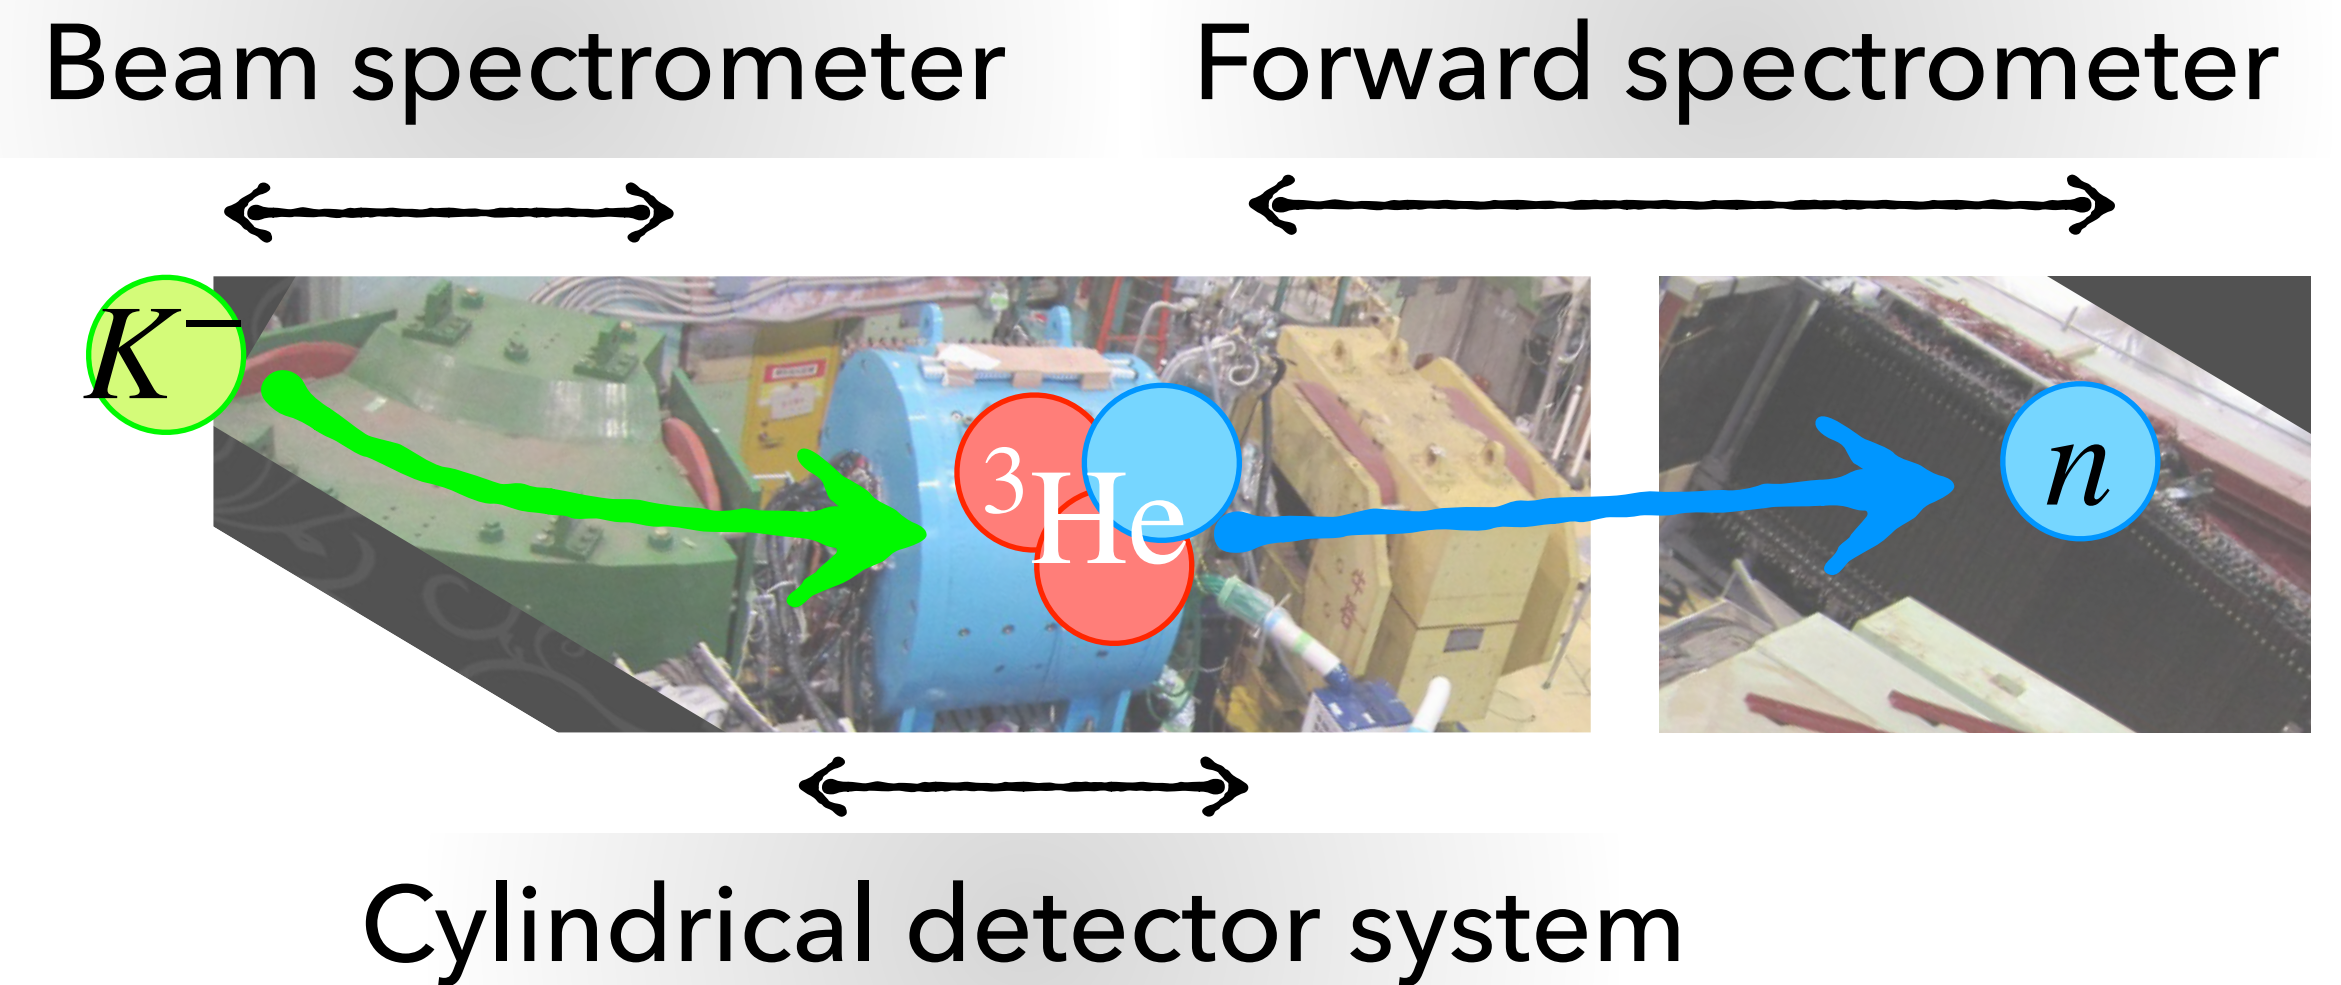 Beam spectrometer
Forward spectrometer
K⁻
³He
n
Cylindrical detector system